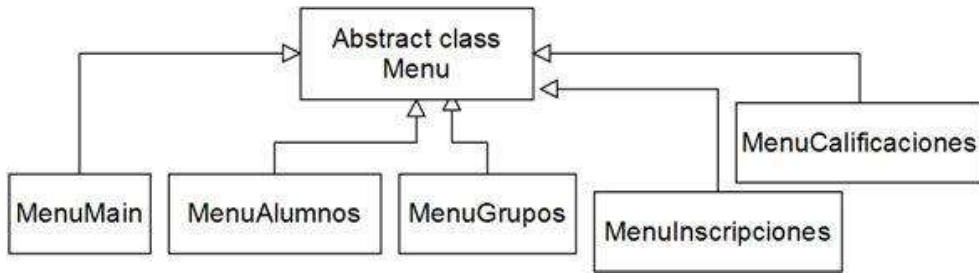 Abstract class
Menu
MenuCalificaciones
MenuMain
MenuAlumnos
MenuGrupos
MenuInscripciones